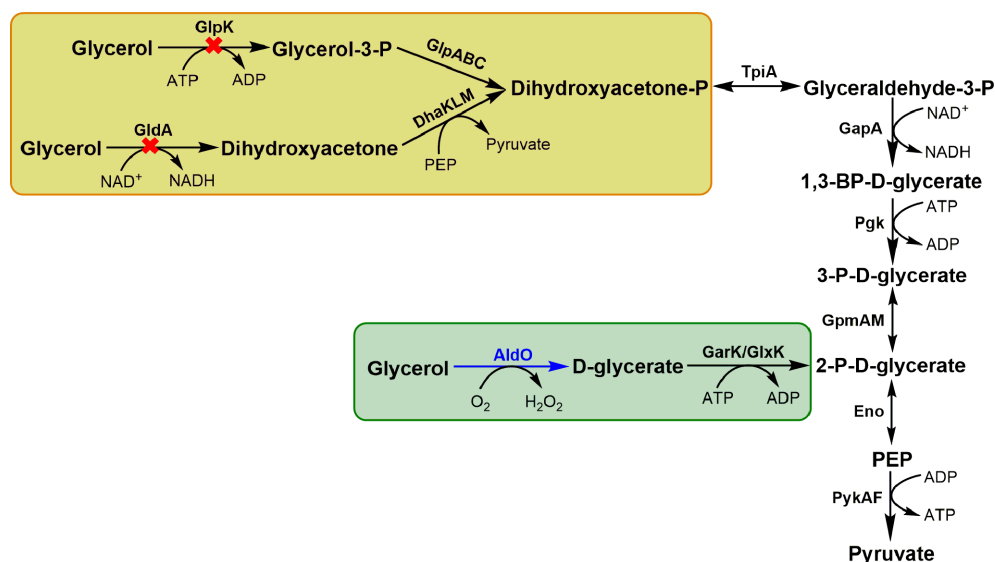 GlpK
Glycerol
Glycerol-3-P
ATP
ADP
GlpABC
Dihydroxyacetone-P
TpiA
Glyceraldehyde-3-P
GldA
Glycerol
Dihydroxyacetone
NAD+
NADH
DhaKLM
PEP
Pyruvate
GapA
NAD+
NADH
1,3-BP-D-glycerate
Pgk
ATP
ADP
3-P-D-glycerate
GpmAM
Glycerol
AldO
O2
H2O2
D-glycerate
GarK/GlxK
ATP
ADP
2-P-D-glycerate
Eno
PEP
PykAF
ADP
ATP
Pyruvate